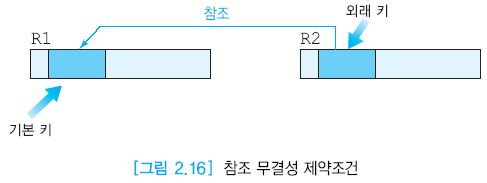 참조
외래 키
R1
R2
기본 키
[그림 2.16] 참조 무결성 제약조건